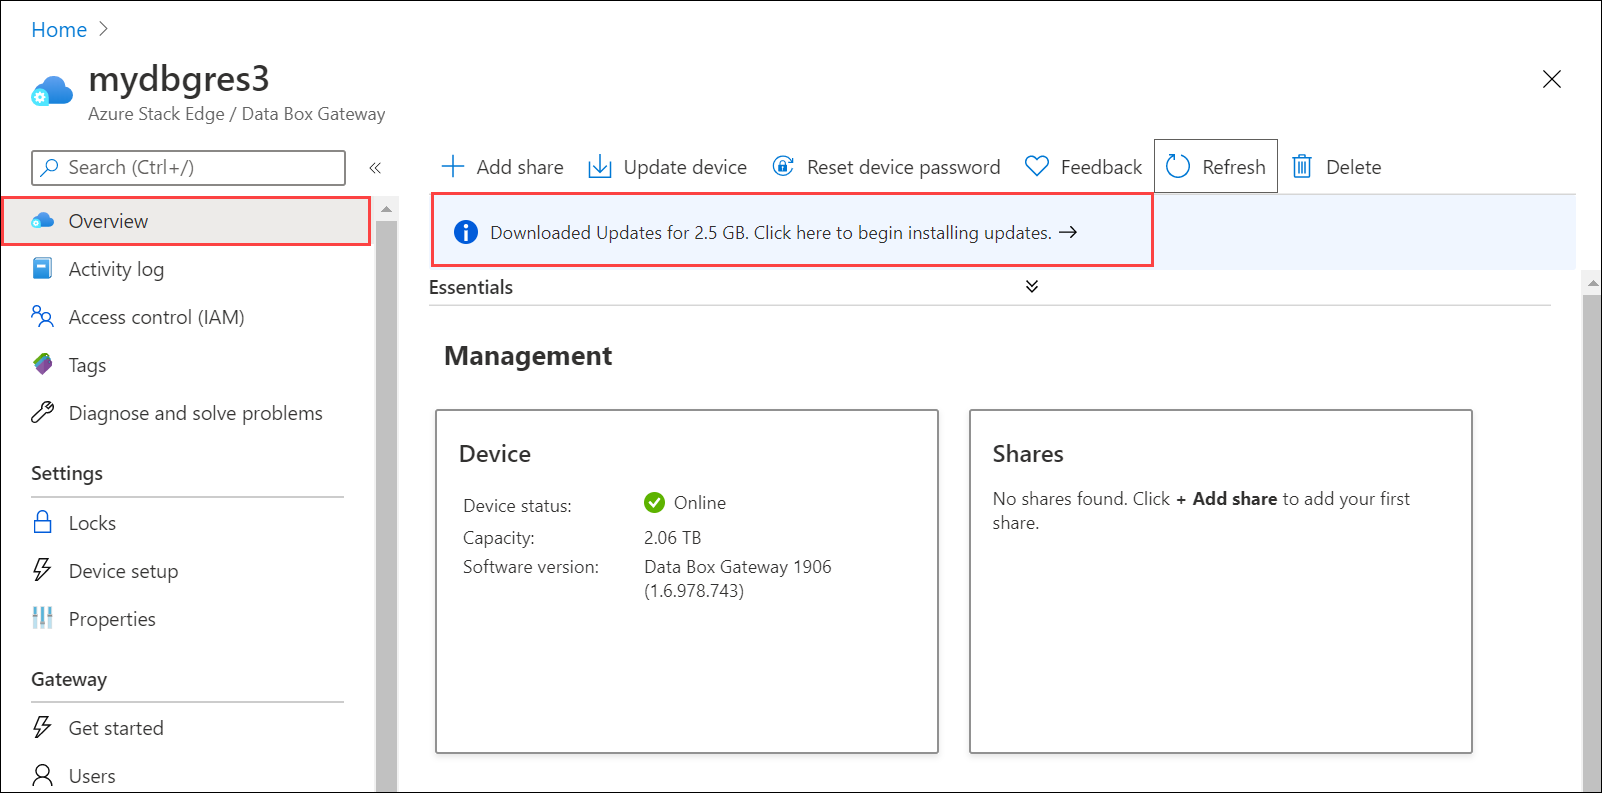 Home
mydbgres3
Azure Stack Edge / Data Box Gateway
Search (Ctrl+/)
Overview
Activity log
Access control (IAM)
Tags
Diagnose and solve problems
Settings
Locks
Device setup
Properties
Gateway
Get started
Users
Add share Update device Reset device password Feedback Refresh Delete
Downloaded Updates for 2.5 GB. Click here to begin installing updates. →
Essentials
Management
Device
Device status: Online
Capacity: 2.06 TB
Software version: Data Box Gateway 1906
(1.6.978.743)
Shares
No shares found. Click + Add share to add your first
share.